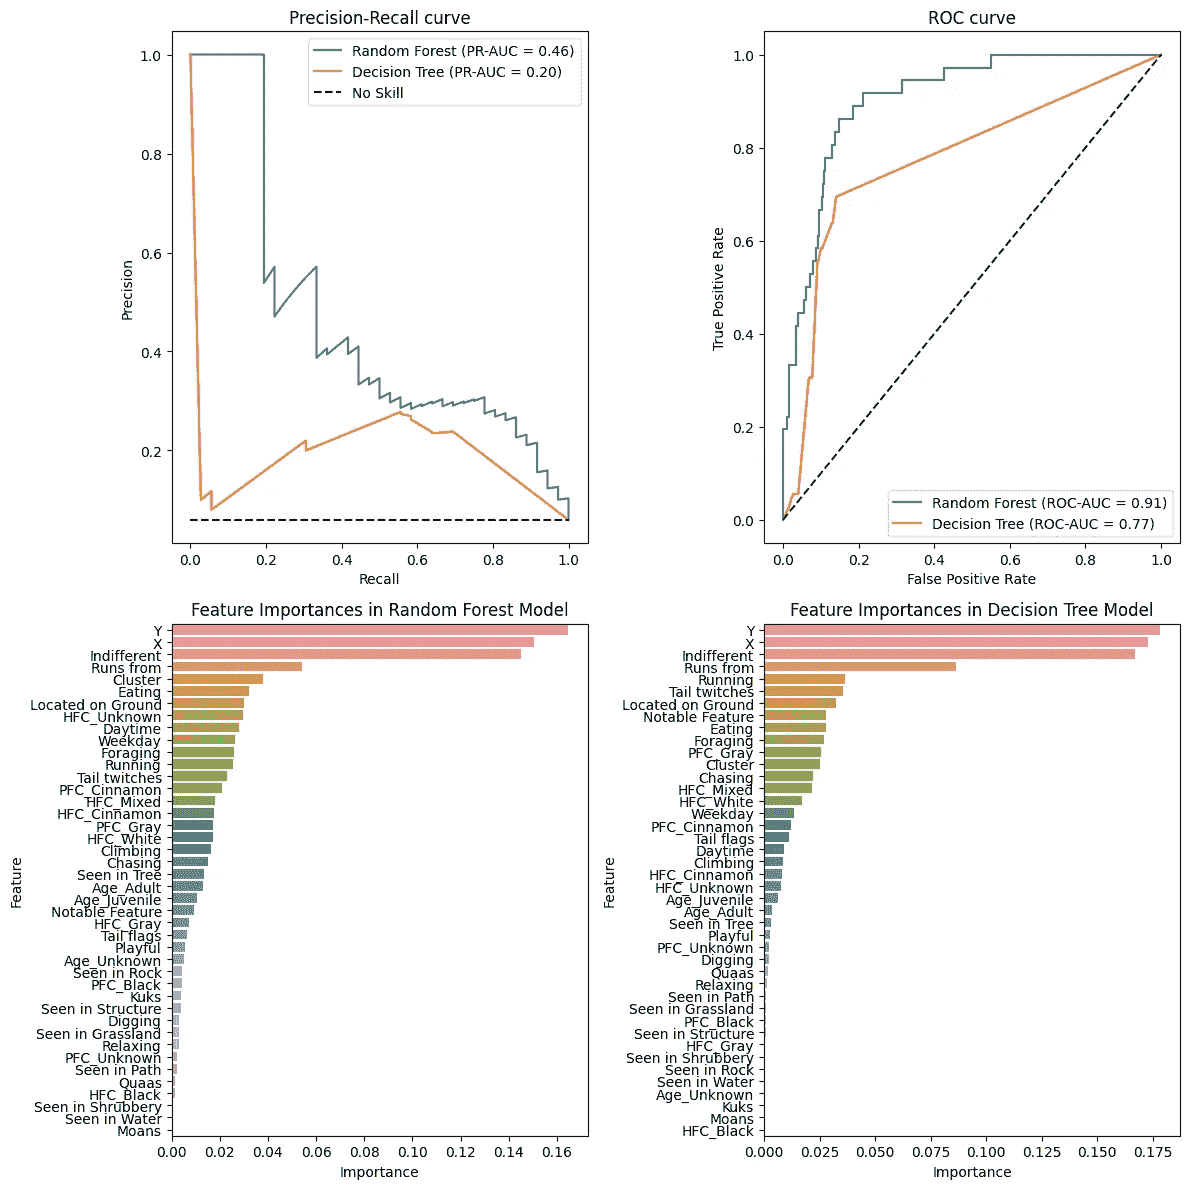 Precision-Recall curve
Random Forest (PR-AUC = 0.46)
Decision Tree (PR-AUC = 0.20)
No Skill
1.0
0.8
0.6
0.4
0.2
Precision
0.0 0.2 0.4 0.6 0.8 1.0
Recall
ROC curve
1.0
0.8
0.6
0.4
0.2
0.0
True Positive Rate
Random Forest (ROC-AUC = 0.91)
Decision Tree (ROC-AUC = 0.77)
0.0 0.2 0.4 0.6 0.8 1.0
False Positive Rate
Feature Importances in Random Forest Model
Y
X
Indifferent
Runs from
Cluster
Eating
Located on Ground
HFC_Unknown
Daytime
Weekday
Foraging
Running
Tail twitches
PFC_Cinnamon
HFC_Mixed
HFC_Cinnamon
PFC_Gray
HFC_White
Climbing
Chasing
Seen in Tree
Age_Adult
Age_Juvenile
Notable Feature
HFC_Gray
Tail flags
Playful
Age_Unknown
Seen in Rock
PFC_Black
Kuks
Seen in Structure
Digging
Seen in Grassland
Relaxing
PFC_Unknown
Seen in Path
Quaas
HFC_Black
Seen in Shrubbery
Seen in Water
Moans
Feature
0.00 0.02 0.04 0.06 0.08 0.10 0.12 0.14 0.16
Importance
Feature Importances in Decision Tree Model
Y
X
Indifferent
Runs from
Running
Tail twitches
Located on Ground
Notable Feature
Eating
Foraging
PFC_Gray
Cluster
Chasing
HFC_Mixed
HFC_White
Weekday
PFC_Cinnamon
Tail flags
Daytime
Climbing
HFC_Cinnamon
HFC_Unknown
Age_Juvenile
Age_Adult
Seen in Tree
Playful
PFC_Unknown
Digging
Quaas
Relaxing
Seen in Path
Seen in Grassland
PFC_Black
Seen in Structure
HFC_Gray
Seen in Shrubbery
Seen in Rock
Seen in Water
Age_Unknown
Kuks
Moans
HFC_Black
Feature
0.000 0.025 0.050 0.075 0.100 0.125 0.150 0.175
Importance